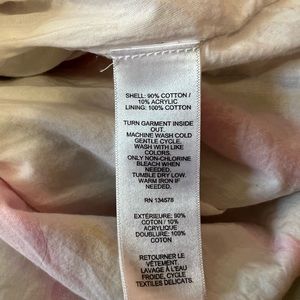 SHELL: 90% COTTON /
10% ACRYLIC
LINING: 100% COTTON
TURN GARMENT INSIDE
OUT.
MACHINE WASH COLD
GENTLE CYCLE.
WASH WITH LIKE
COLORS.
ONLY NON-CHLORINE
BLEACH WHEN
NEEDED.
TUMBLE DRY LOW.
WARM IRON IF
NEEDED.
RN 134578
EXTÉRIEURE: 90%
COTON / 10%
ACRYLIQUE
DOUBLURE: 100%
COTON
RETOURNER LE
VÊTEMENT.
LAVAGE À L'EAU
FROIDE, CYCLE
TEXTILES DÉLICATS.